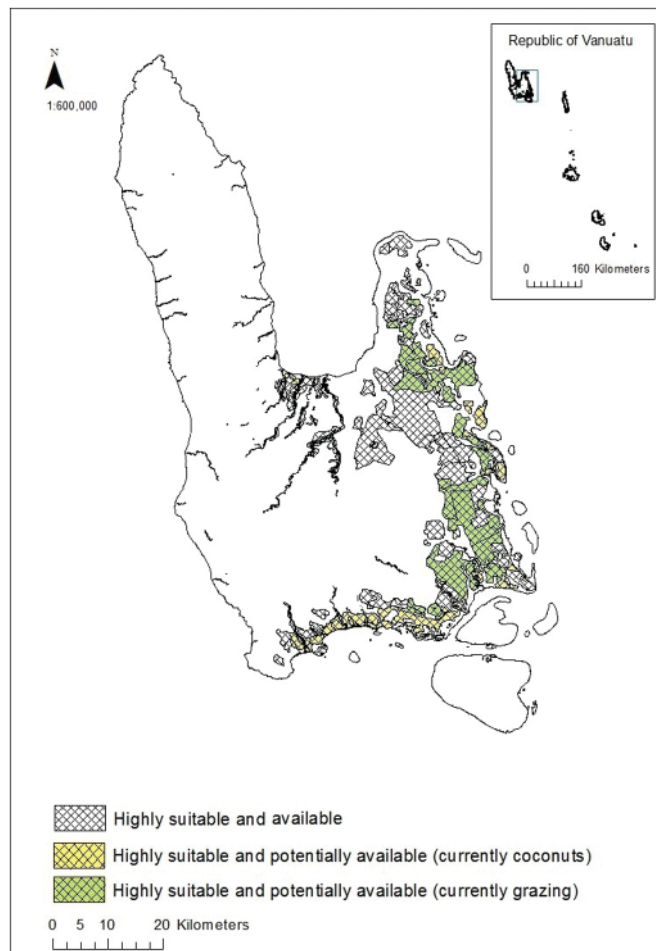 N
1:600,000
Republic of Vanuatu
0 160 Kilometers
Highly suitable and available
Highly suitable and potentially available (currently coconuts)
Highly suitable and potentially available (currently grazing)
0 5 10 20 Kilometers